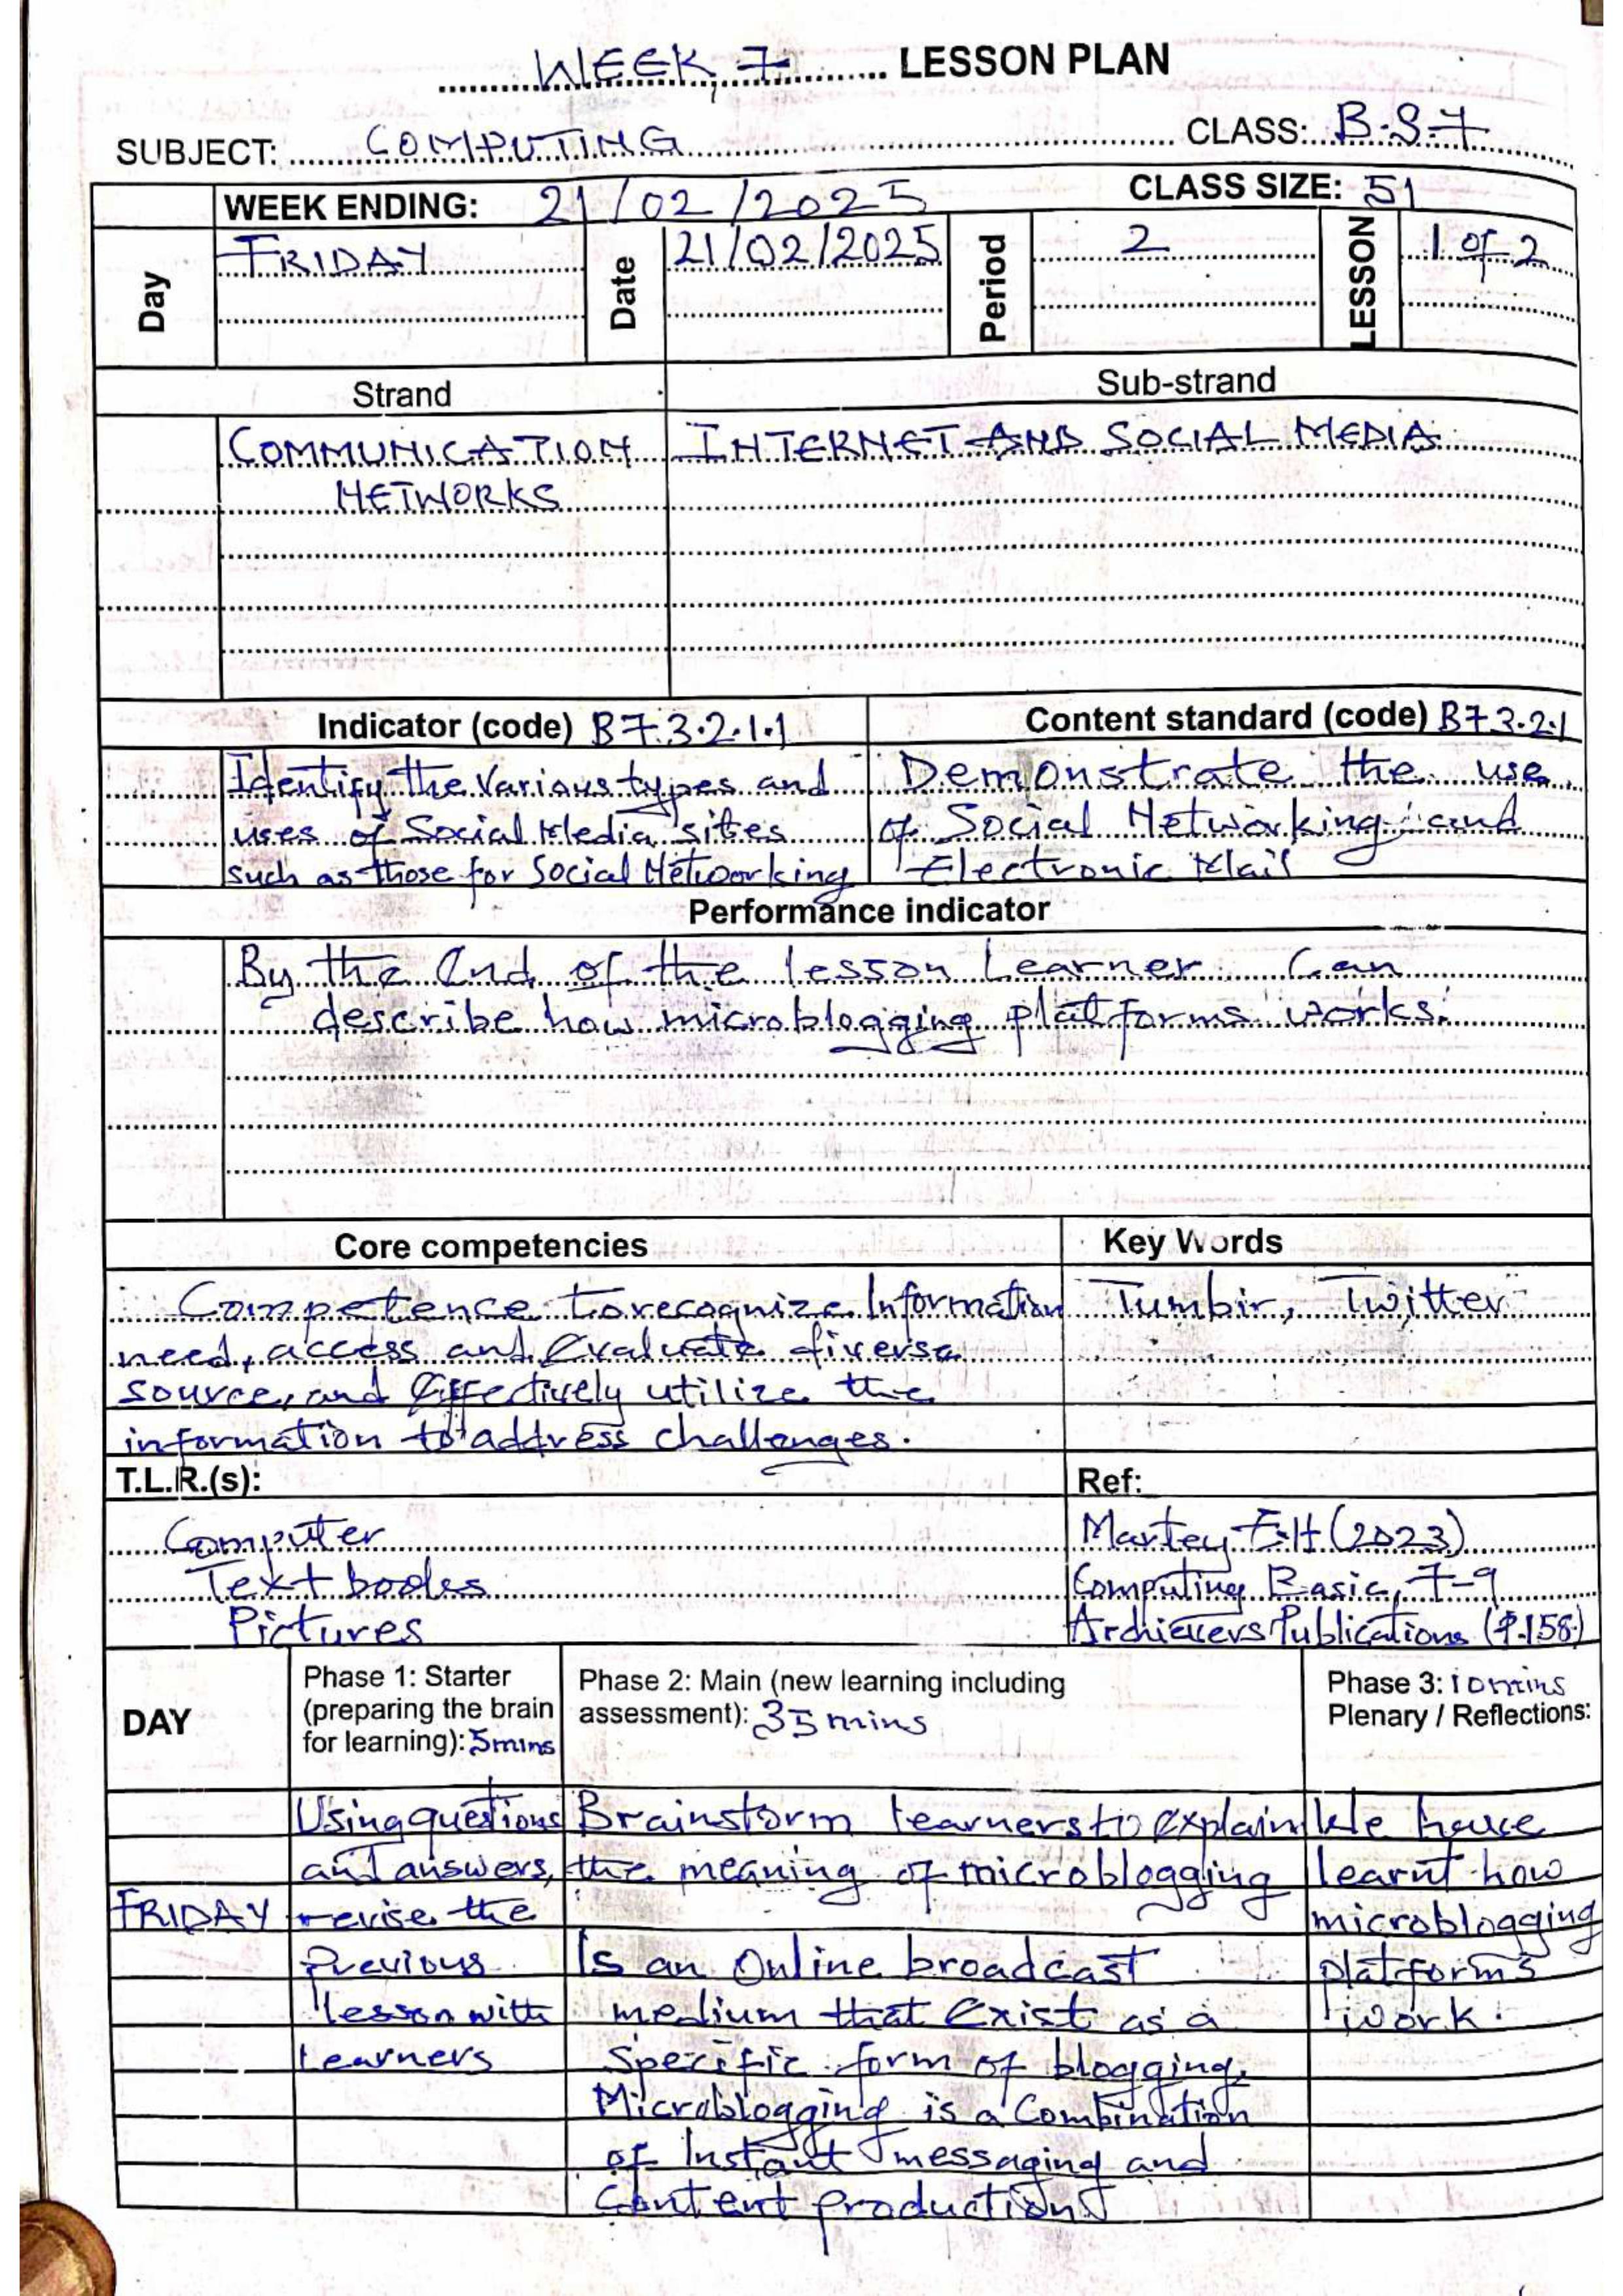 WEEK 7 LESSON PLAN
SUBJECT: COMPUTING CLASS: B.S.7
WEEK ENDING: 21/02/2025 CLASS SIZE: 51
Day FRIDAY Date 21/02/2025 Period 2 LESSON 1 of 2
Strand Sub-strand
COMMUNICATION INTERNET AND SOCIAL MEDIA
NETWORKS
Indicator (code) B7.3.2.1.1 Content standard (code) B7.3.2.1
Identify the Various types and Demonstrate the use
uses of Social Media sites of Social Networking and
such as those for Social Networking Electronic Mail
Performance indicator
By the End of the lesson Learner Can
describe how microblogging platforms works.
Core competencies Key Words
Competence to recognize Information Tumbir, Twitter
need, access and Evaluate diverse
source, and Effectively utilize the
information to address challenges.
T.L.R.(s): Ref:
Computer Martey E.H (2023)
Text books Computing Basic, 7-9
Pictures Archievers Publications (P.158)
DAY
Phase 1: Starter
(preparing the brain
for learning): 5mins
Phase 2: Main (new learning including
assessment): 35 mins
Phase 3: 10mins
Plenary / Reflections:
FRIDAY
Using questions
and answers,
revise the
Previous
lesson with
Learners
Brainstorm learners to Explain
the meaning of microblogging
Is an Online broadcast
medium that Exist as a
Specific form of blogging.
Microblogging is a Combination
of Instant messaging and
Content production
We have
learnt how
microblogging
platforms
work.